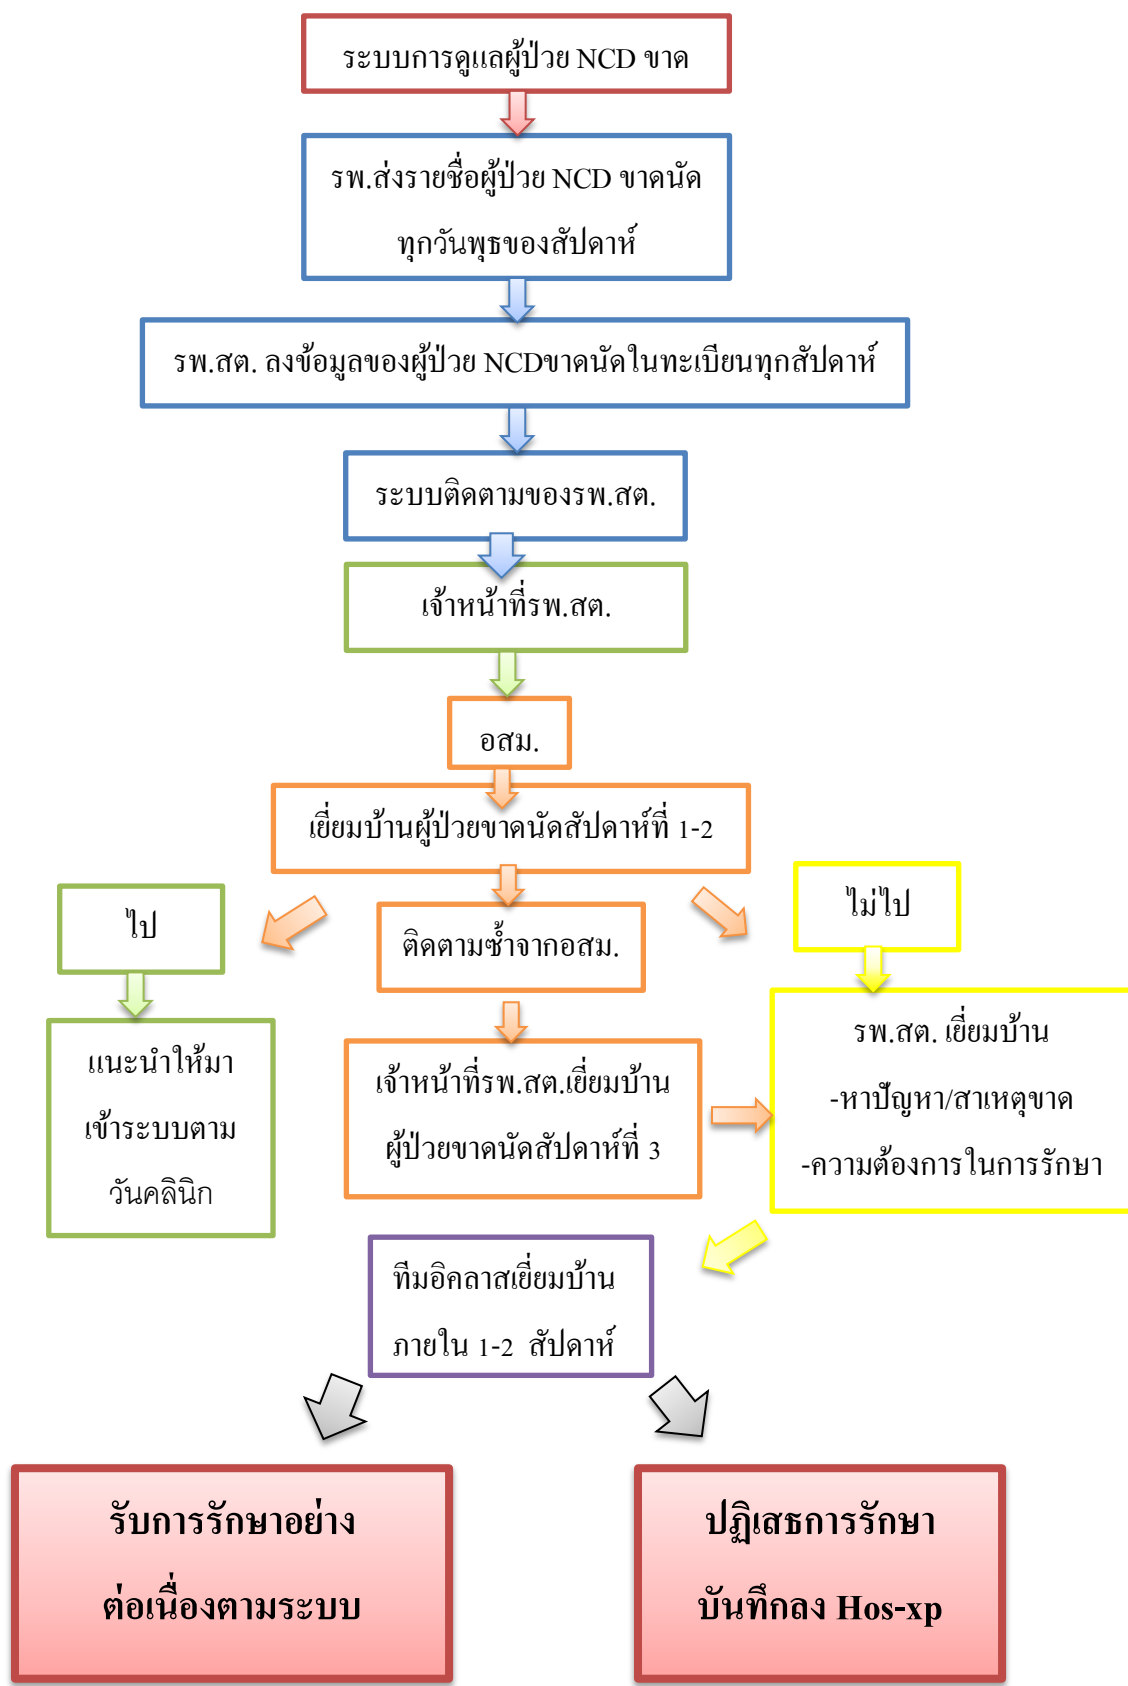 ระบบการดูแลผู้ป่วย NCD ขาด
รพ.ส่งรายชื่อผู้ป่วย NCD ขาดนัด
ทุกวันพุธของสัปดาห์
รพ.สต. ลงข้อมูลของผู้ป่วย NCDขาดนัดในทะเบียนทุกสัปดาห์
ระบบติดตามของรพ.สต.
เจ้าหน้าที่รพ.สต.
อสม.
เยี่ยมบ้านผู้ป่วยขาดนัดสัปดาห์ที่ 1-2
ไป
ติดตามซ้ำจากอสม.
ไม่ไป
แนะนำให้มา
เข้าระบบตาม
วันคลินิก
เจ้าหน้าที่รพ.สต.เยี่ยมบ้าน
ผู้ป่วยขาดนัดสัปดาห์ที่ 3
รพ.สต. เยี่ยมบ้าน
-หาปัญหา/สาเหตุขาด
-ความต้องการในการรักษา
ทีมอิคลาสเยี่ยมบ้าน
ภายใน 1-2 สัปดาห์
รับการรักษาอย่าง
ต่อเนื่องตามระบบ
ปฏิเสธการรักษา
บันทึกลง Hos-xp